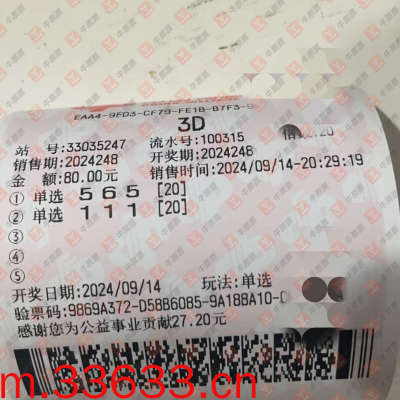 EAA4-9FD3-CF79-FE1B-B7F3-
3D
站 号:33035247 流水号:100315
销售期:2024248 开奖期:2024248
金 额:80.00元 销售时间:2024/09/14-20:29:19
① 单选 5 6 5 [20]
② 单选 1 1 1 [20]
③
④
⑤
开奖日期:2024/09/14 玩法:单选
验票码:9869A372-D58B6085-9A188A10-
感谢您为公益事业贡献27.20元
m.33633.cn